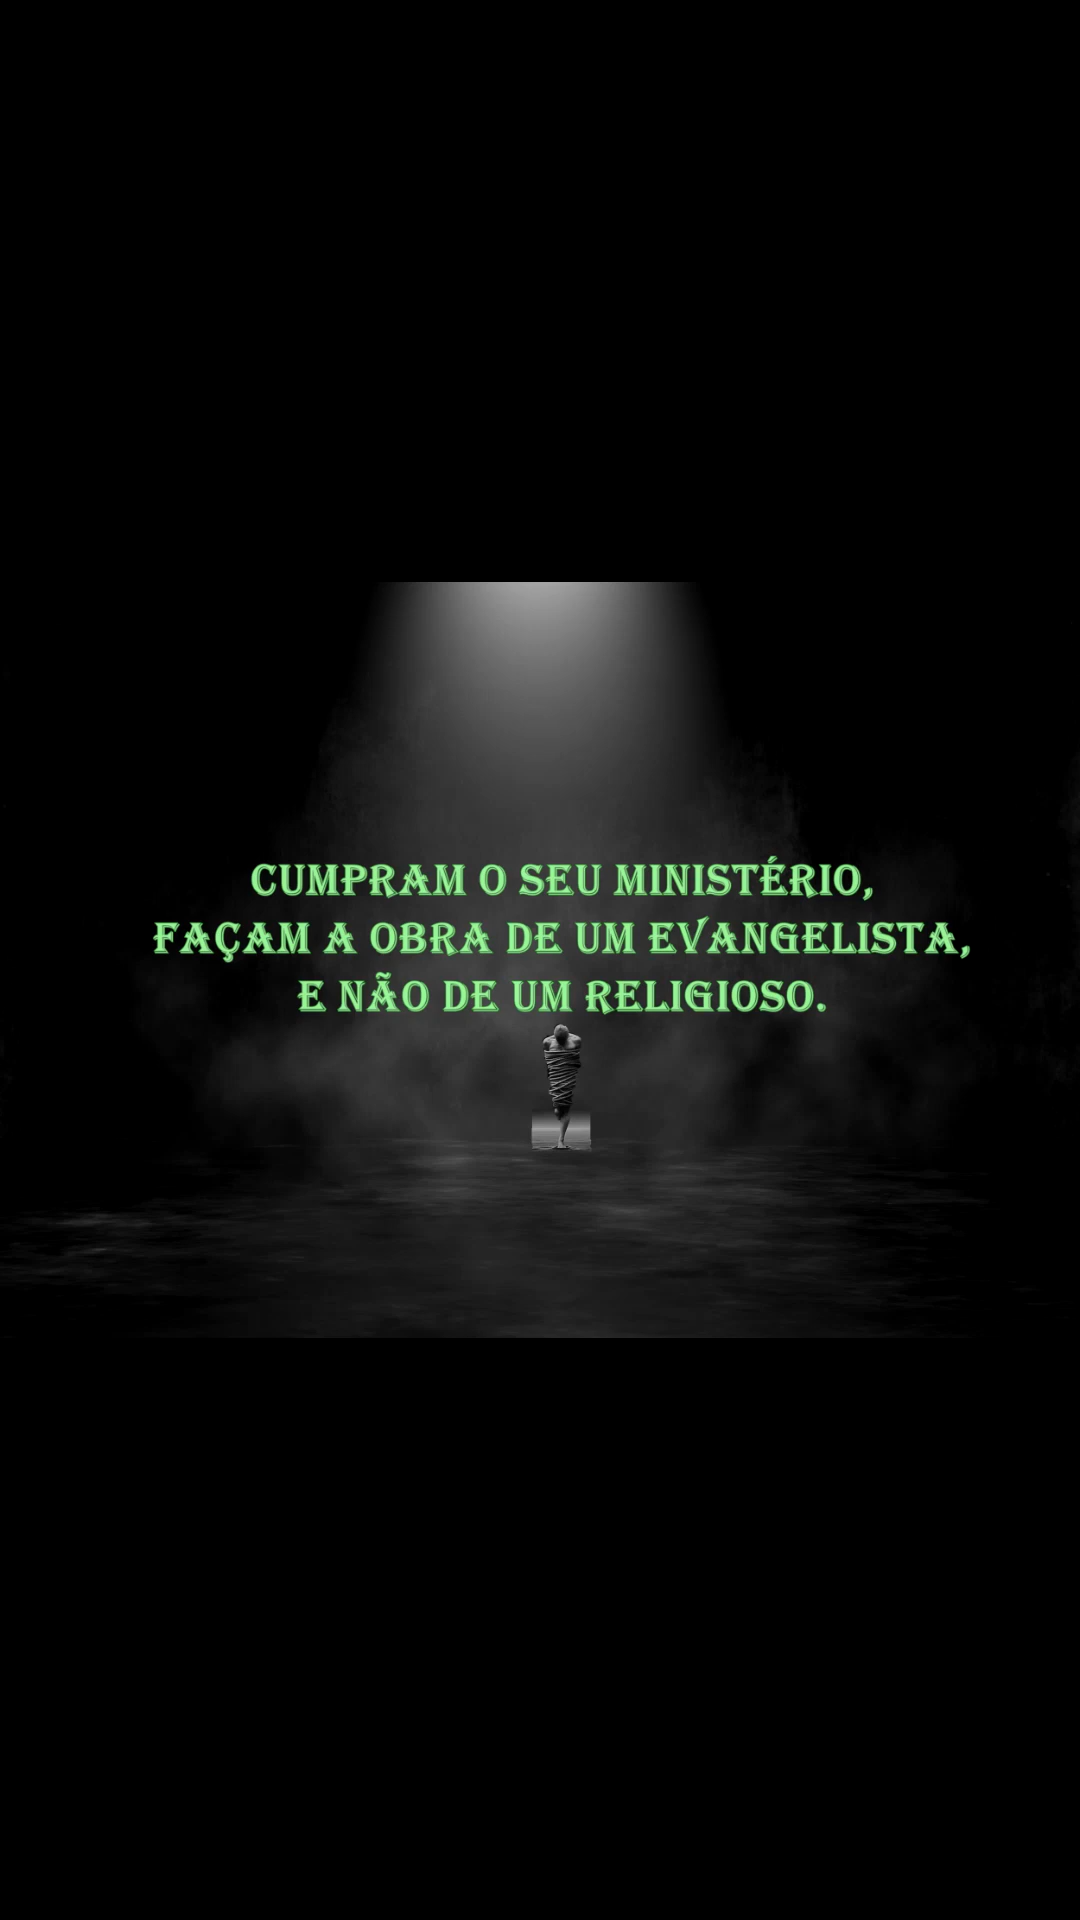 CUMPRAM O SEU MINISTÉRIO,
FAÇAM A OBRA DE UM EVANGELISTA,
E NÃO DE UM RELIGIOSO.